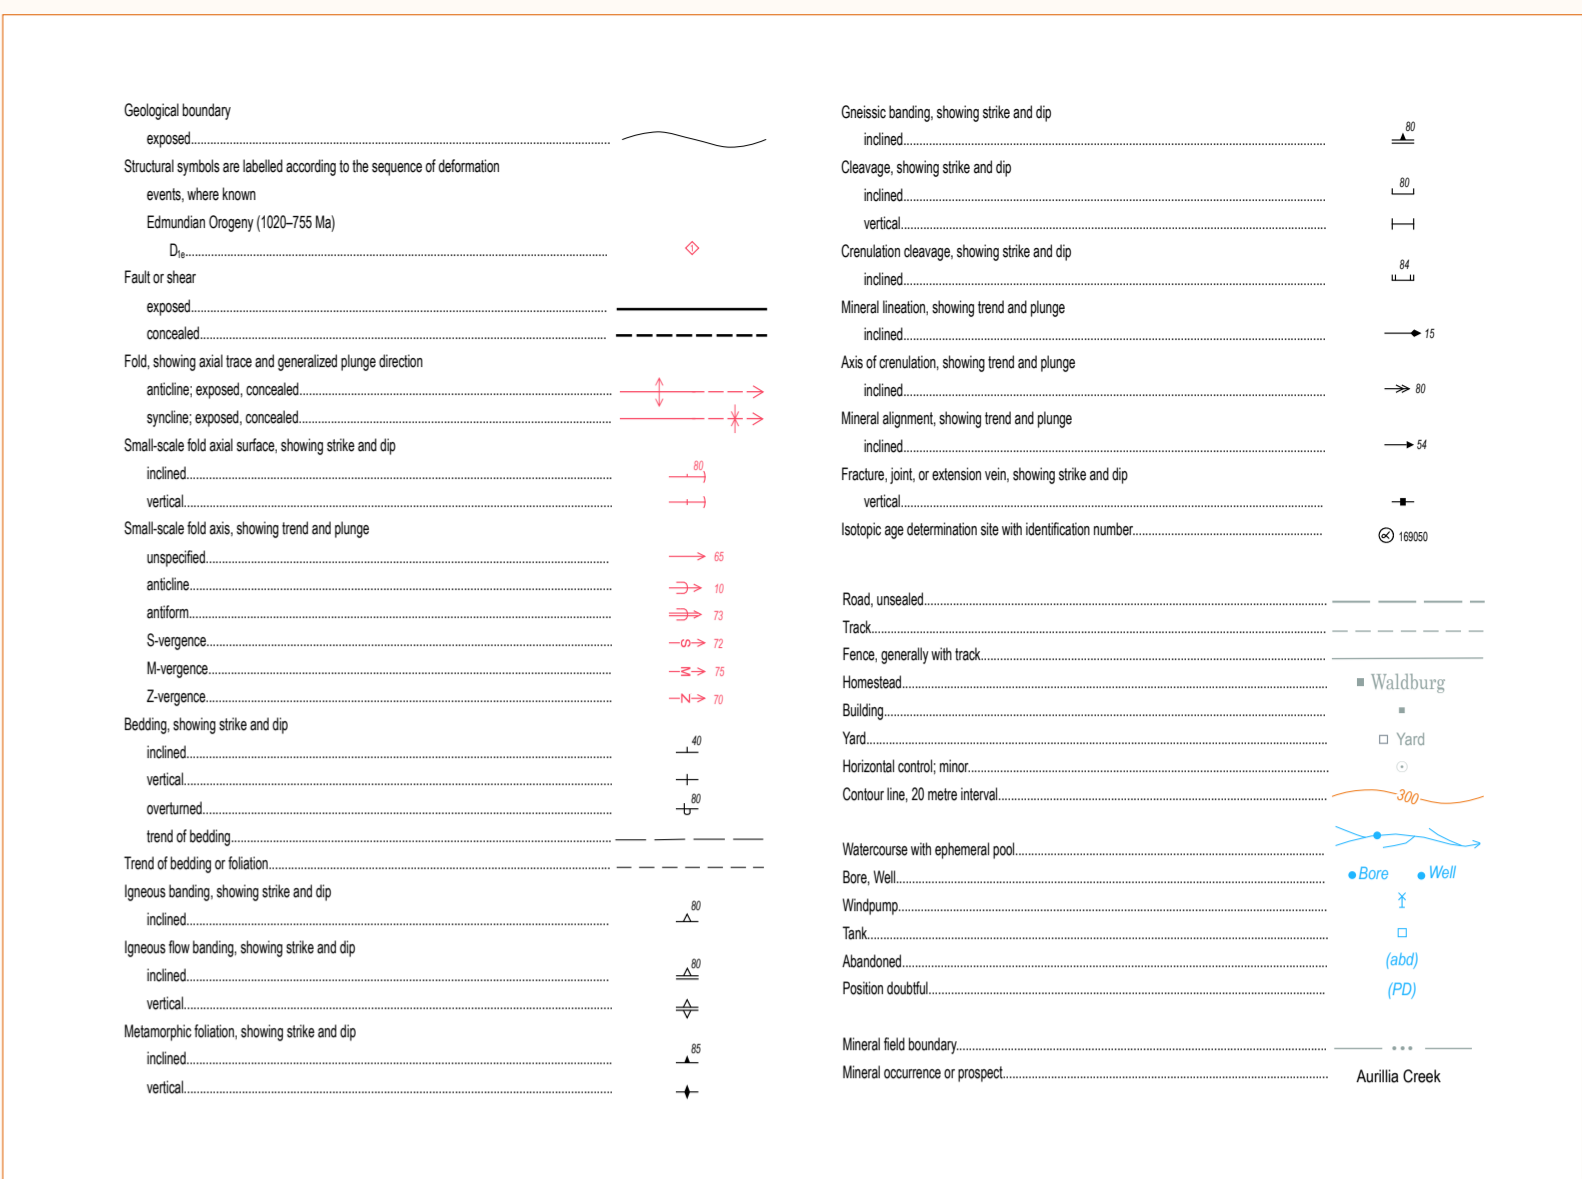 Geological boundary
exposed
Structural symbols are labelled according to the sequence of deformation
events, where known
Edmundian Orogeny (1020–755 Ma)
D1e 1
Fault or shear
exposed
concealed
Fold, showing axial trace and generalized plunge direction
anticline; exposed, concealed
syncline; exposed, concealed
Small-scale fold axial surface, showing strike and dip
inclined 80
vertical
Small-scale fold axis, showing trend and plunge
unspecified 65
anticline 10
antiform 73
S-vergence S 72
M-vergence M 75
Z-vergence Z 70
Bedding, showing strike and dip
inclined 40
vertical
overturned 80
trend of bedding
Trend of bedding or foliation
Igneous banding, showing strike and dip
inclined 80
Igneous flow banding, showing strike and dip
inclined 80
vertical
Metamorphic foliation, showing strike and dip
inclined 85
vertical
Gneissic banding, showing strike and dip
inclined 80
Cleavage, showing strike and dip
inclined 80
vertical
Crenulation cleavage, showing strike and dip
inclined 84
Mineral lineation, showing trend and plunge
inclined 15
Axis of crenulation, showing trend and plunge
inclined 80
Mineral alignment, showing trend and plunge
inclined 54
Fracture, joint, or extension vein, showing strike and dip
vertical
Isotopic age determination site with identification number 169050
Road, unsealed
Track
Fence, generally with track
Homestead Waldburg
Building
Yard Yard
Horizontal control; minor
Contour line, 20 metre interval 300
Watercourse with ephemeral pool
Bore, Well Bore Well
Windpump
Tank
Abandoned (abd)
Position doubtful (PD)
Mineral field boundary
Mineral occurrence or prospect Aurillia Creek